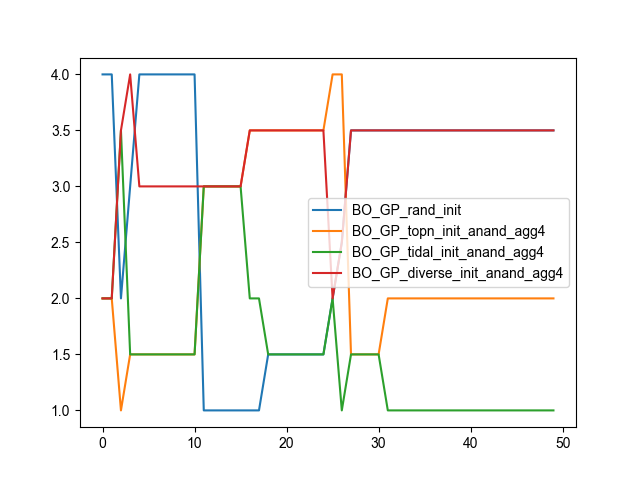 4.0
3.5
3.0
2.5
2.0
1.5
1.0
BO_GP_rand_init
BO_GP_topn_init_anand_agg4
BO_GP_tidal_init_anand_agg4
BO_GP_diverse_init_anand_agg4
0 10 20 30 40 50